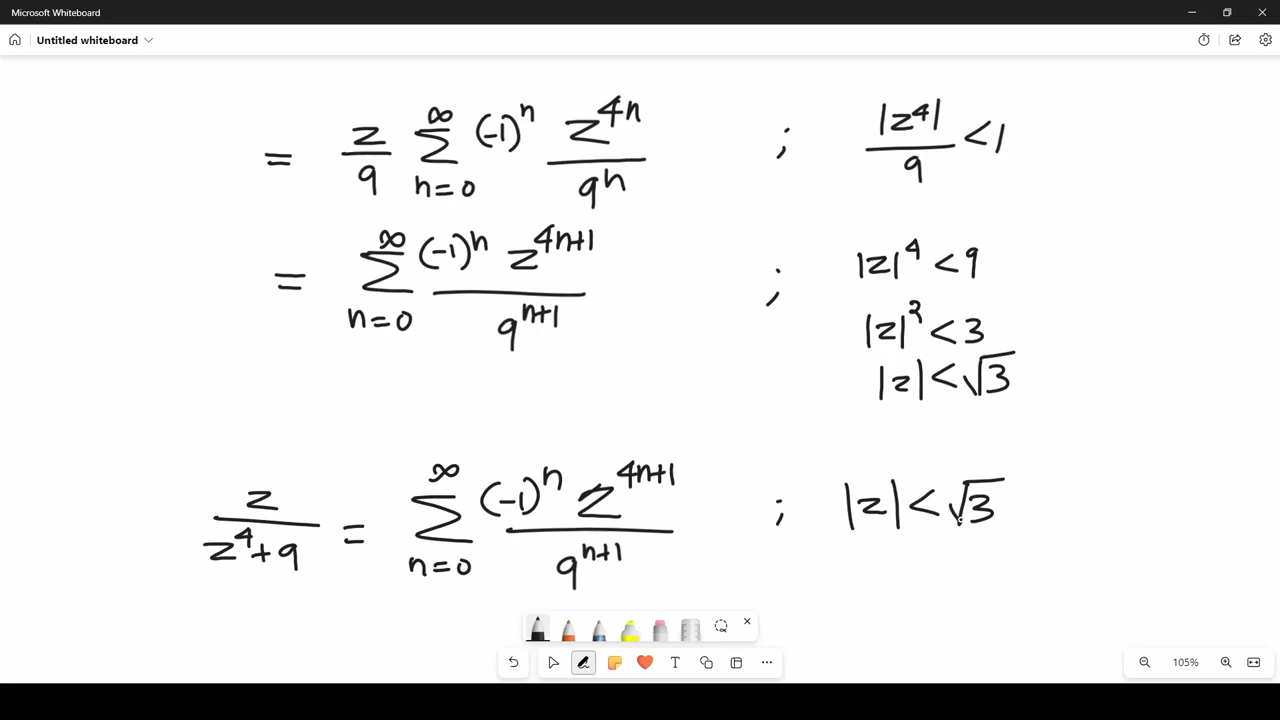 Microsoft Whiteboard
Untitled whiteboard
= z/9 ∑_{n=0}^{∞} (-1)^n z^{4n}/9^n ; |z^4|/9 < 1
= ∑_{n=0}^{∞} (-1)^n z^{4n+1}/9^{n+1} ; |z|^4 < 9
|z|^2 < 3
|z| < √3
z/(z^4+9) = ∑_{n=0}^{∞} (-1)^n z^{4n+1}/9^{n+1} ; |z| < √3
105%